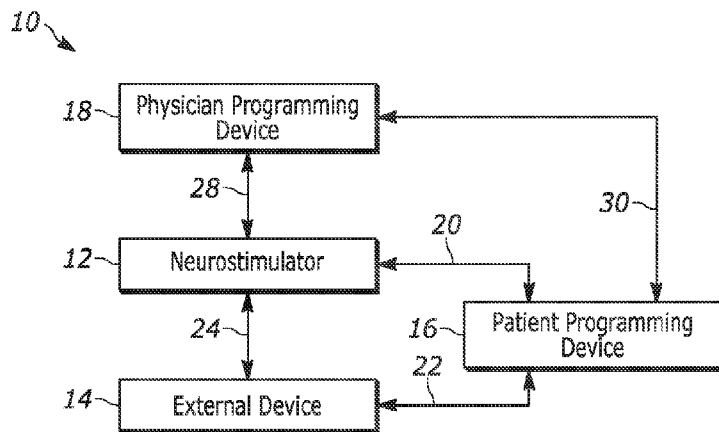 10
18
Physician Programming
Device
28
30
20
12
Neurostimulator
24
16
Patient Programming
Device
22
14
External Device